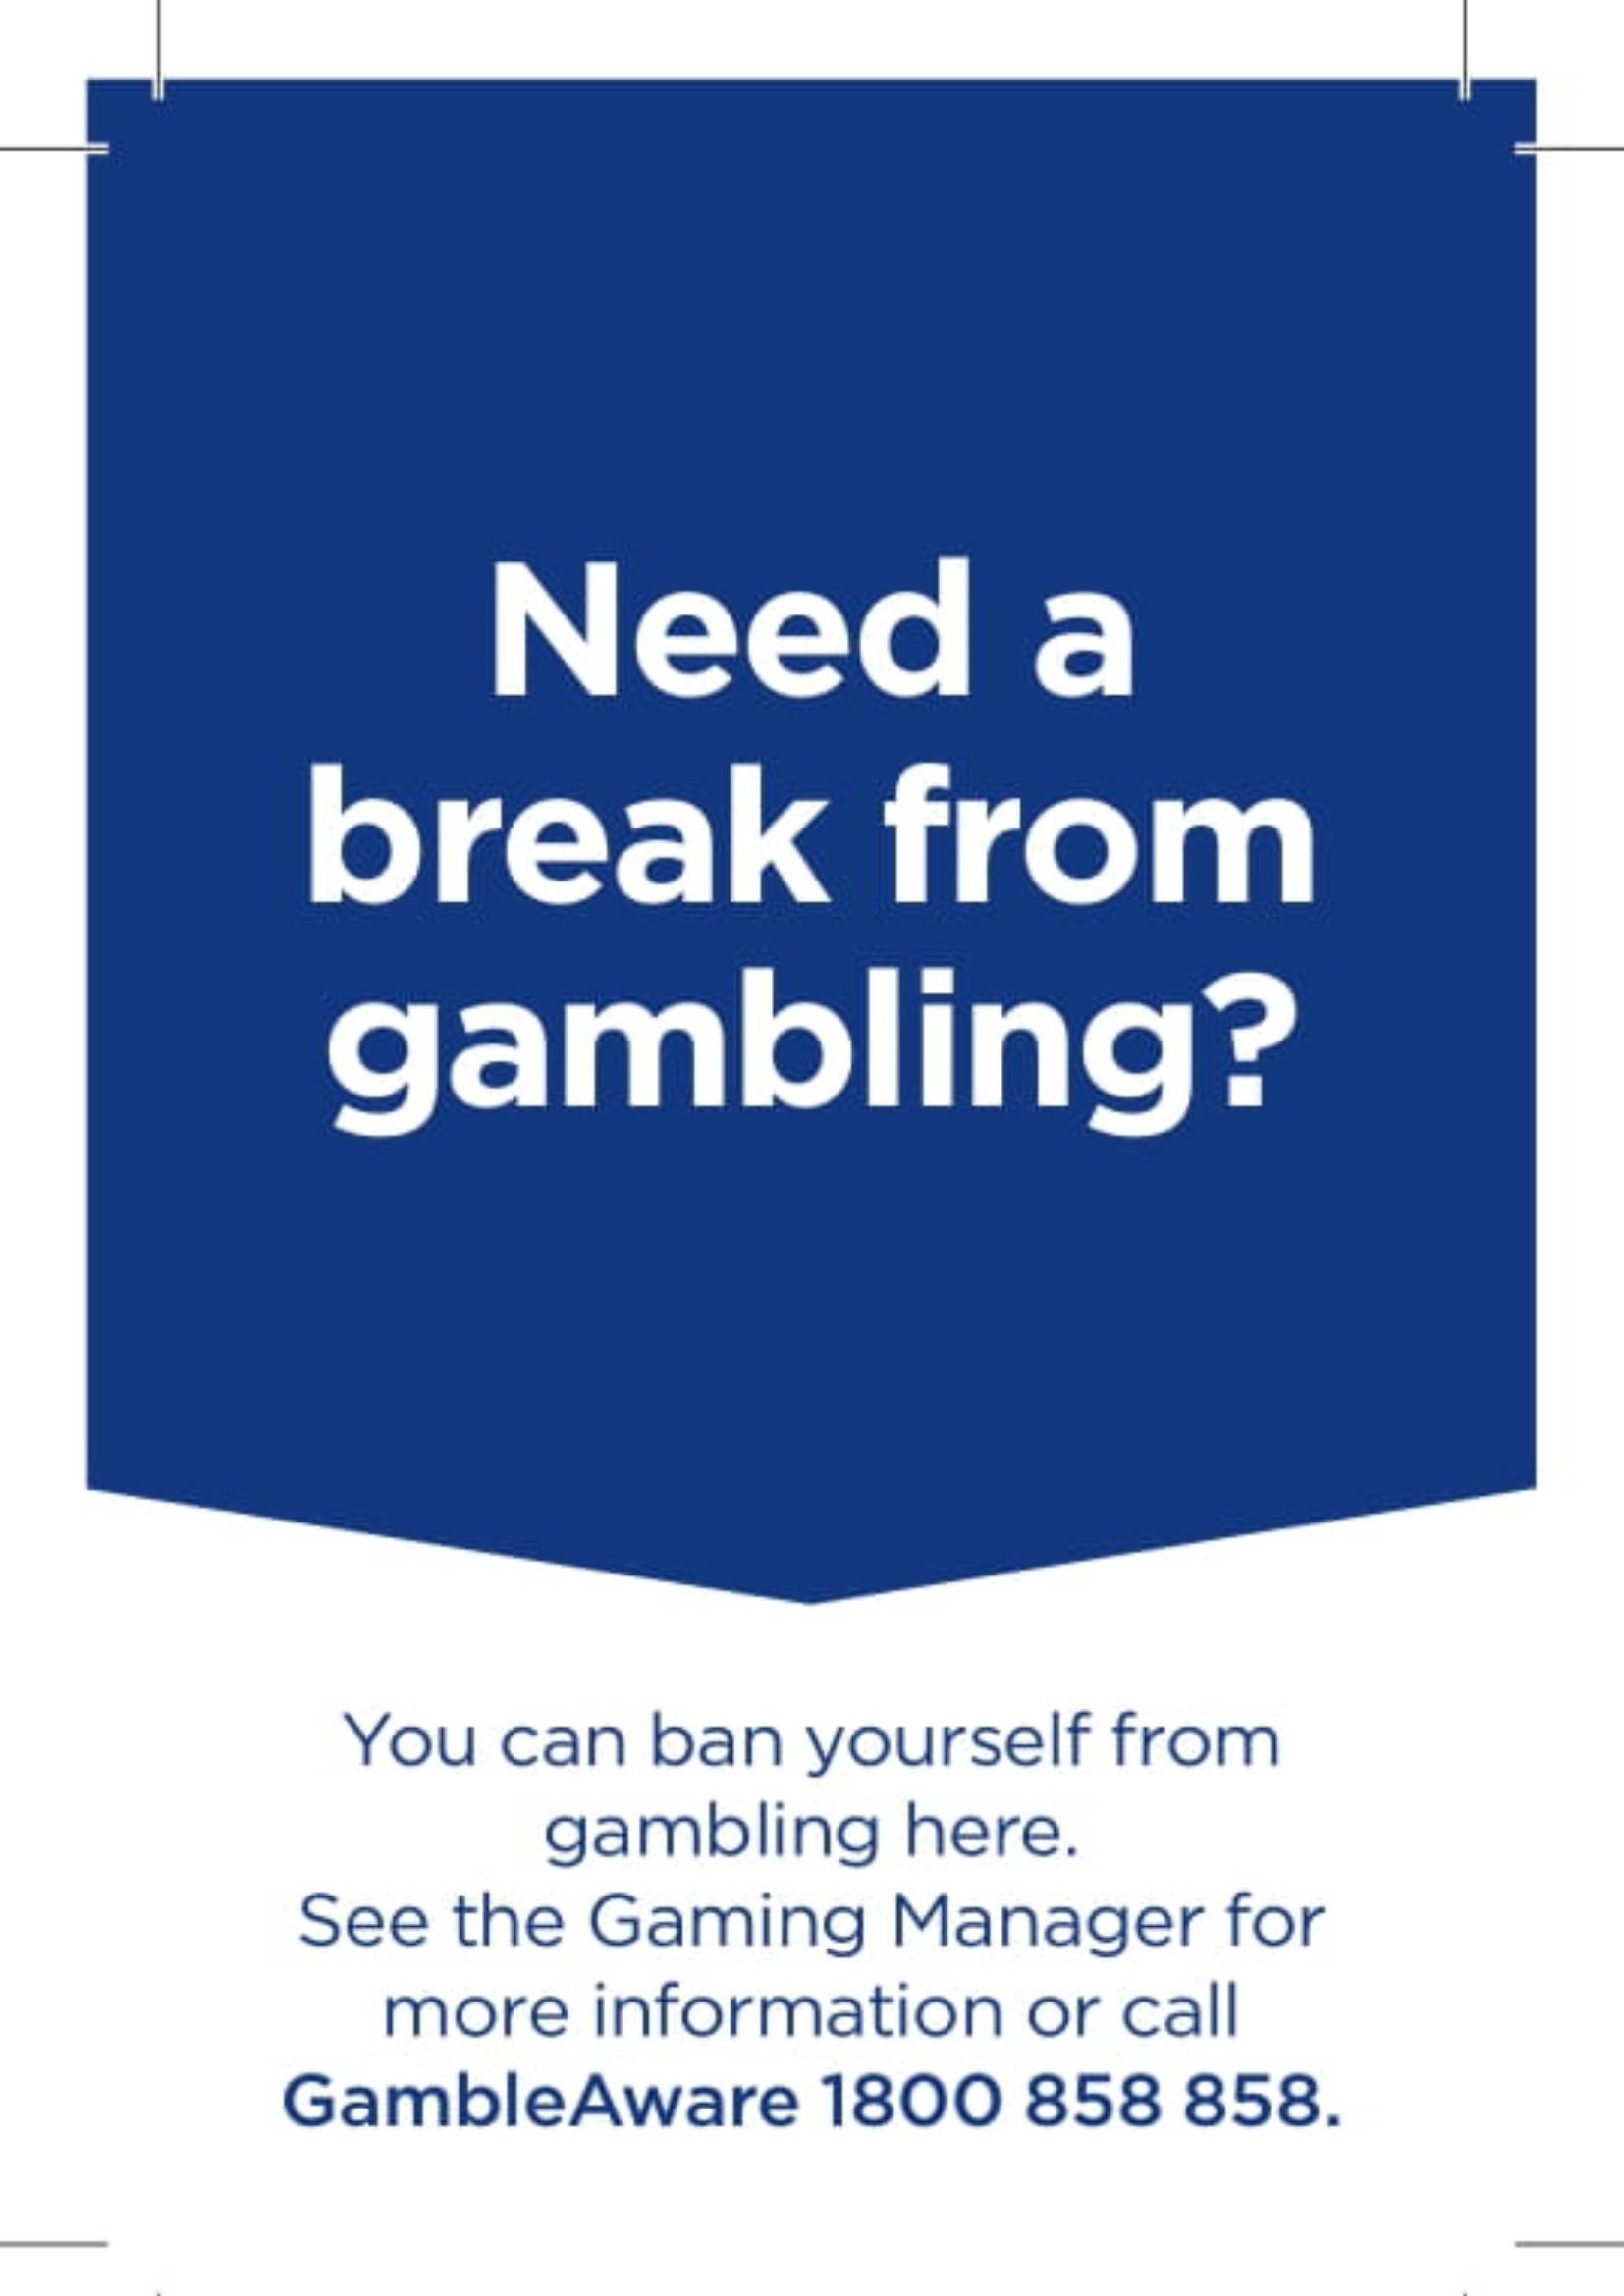 Need a
break from
gambling?
You can ban yourself from
gambling here.
See the Gaming Manager for
more information or call
GambleAware 1800 858 858.